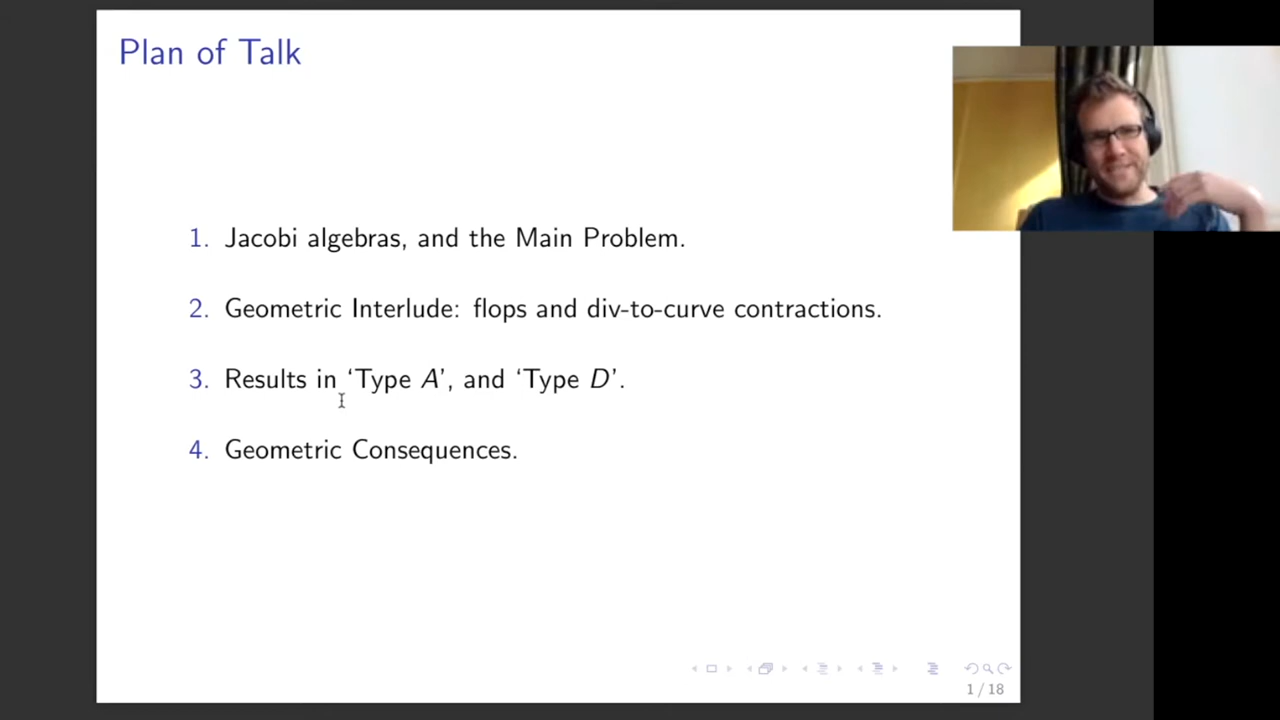 Plan of Talk
1. Jacobi algebras, and the Main Problem.
2. Geometric Interlude: flops and div-to-curve contractions.
3. Results in ‘Type A’, and ‘Type D’.
4. Geometric Consequences.
1 / 18